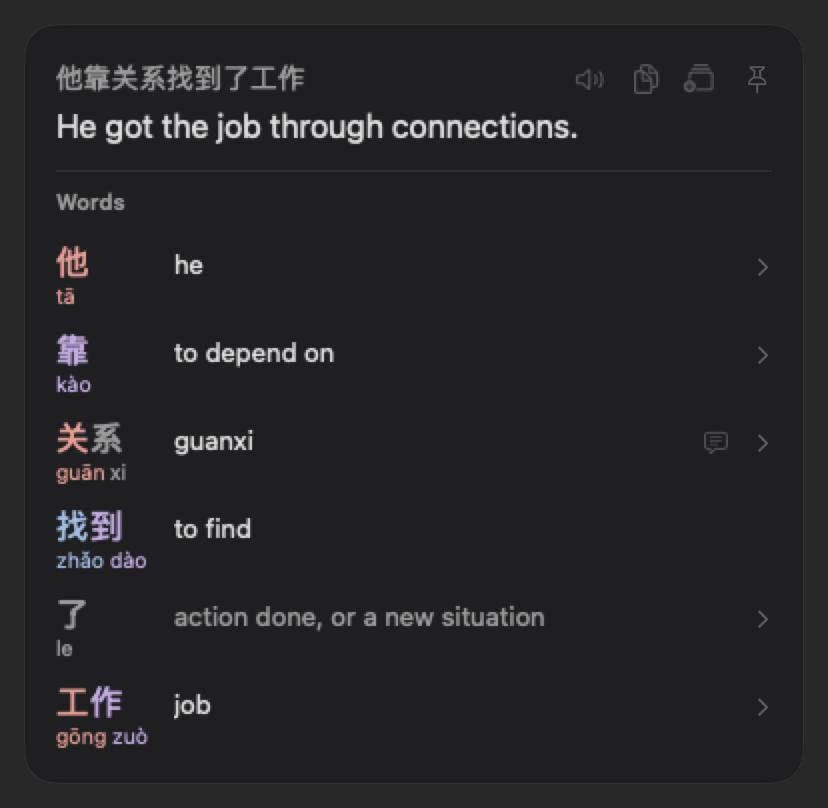 他靠关系找到了工作
He got the job through connections.
Words
他 he
tā
靠 to depend on
kào
关系 guanxi
guān xi
找到 to find
zhǎo dào
了 action done, or a new situation
le
工作 job
gōng zuò